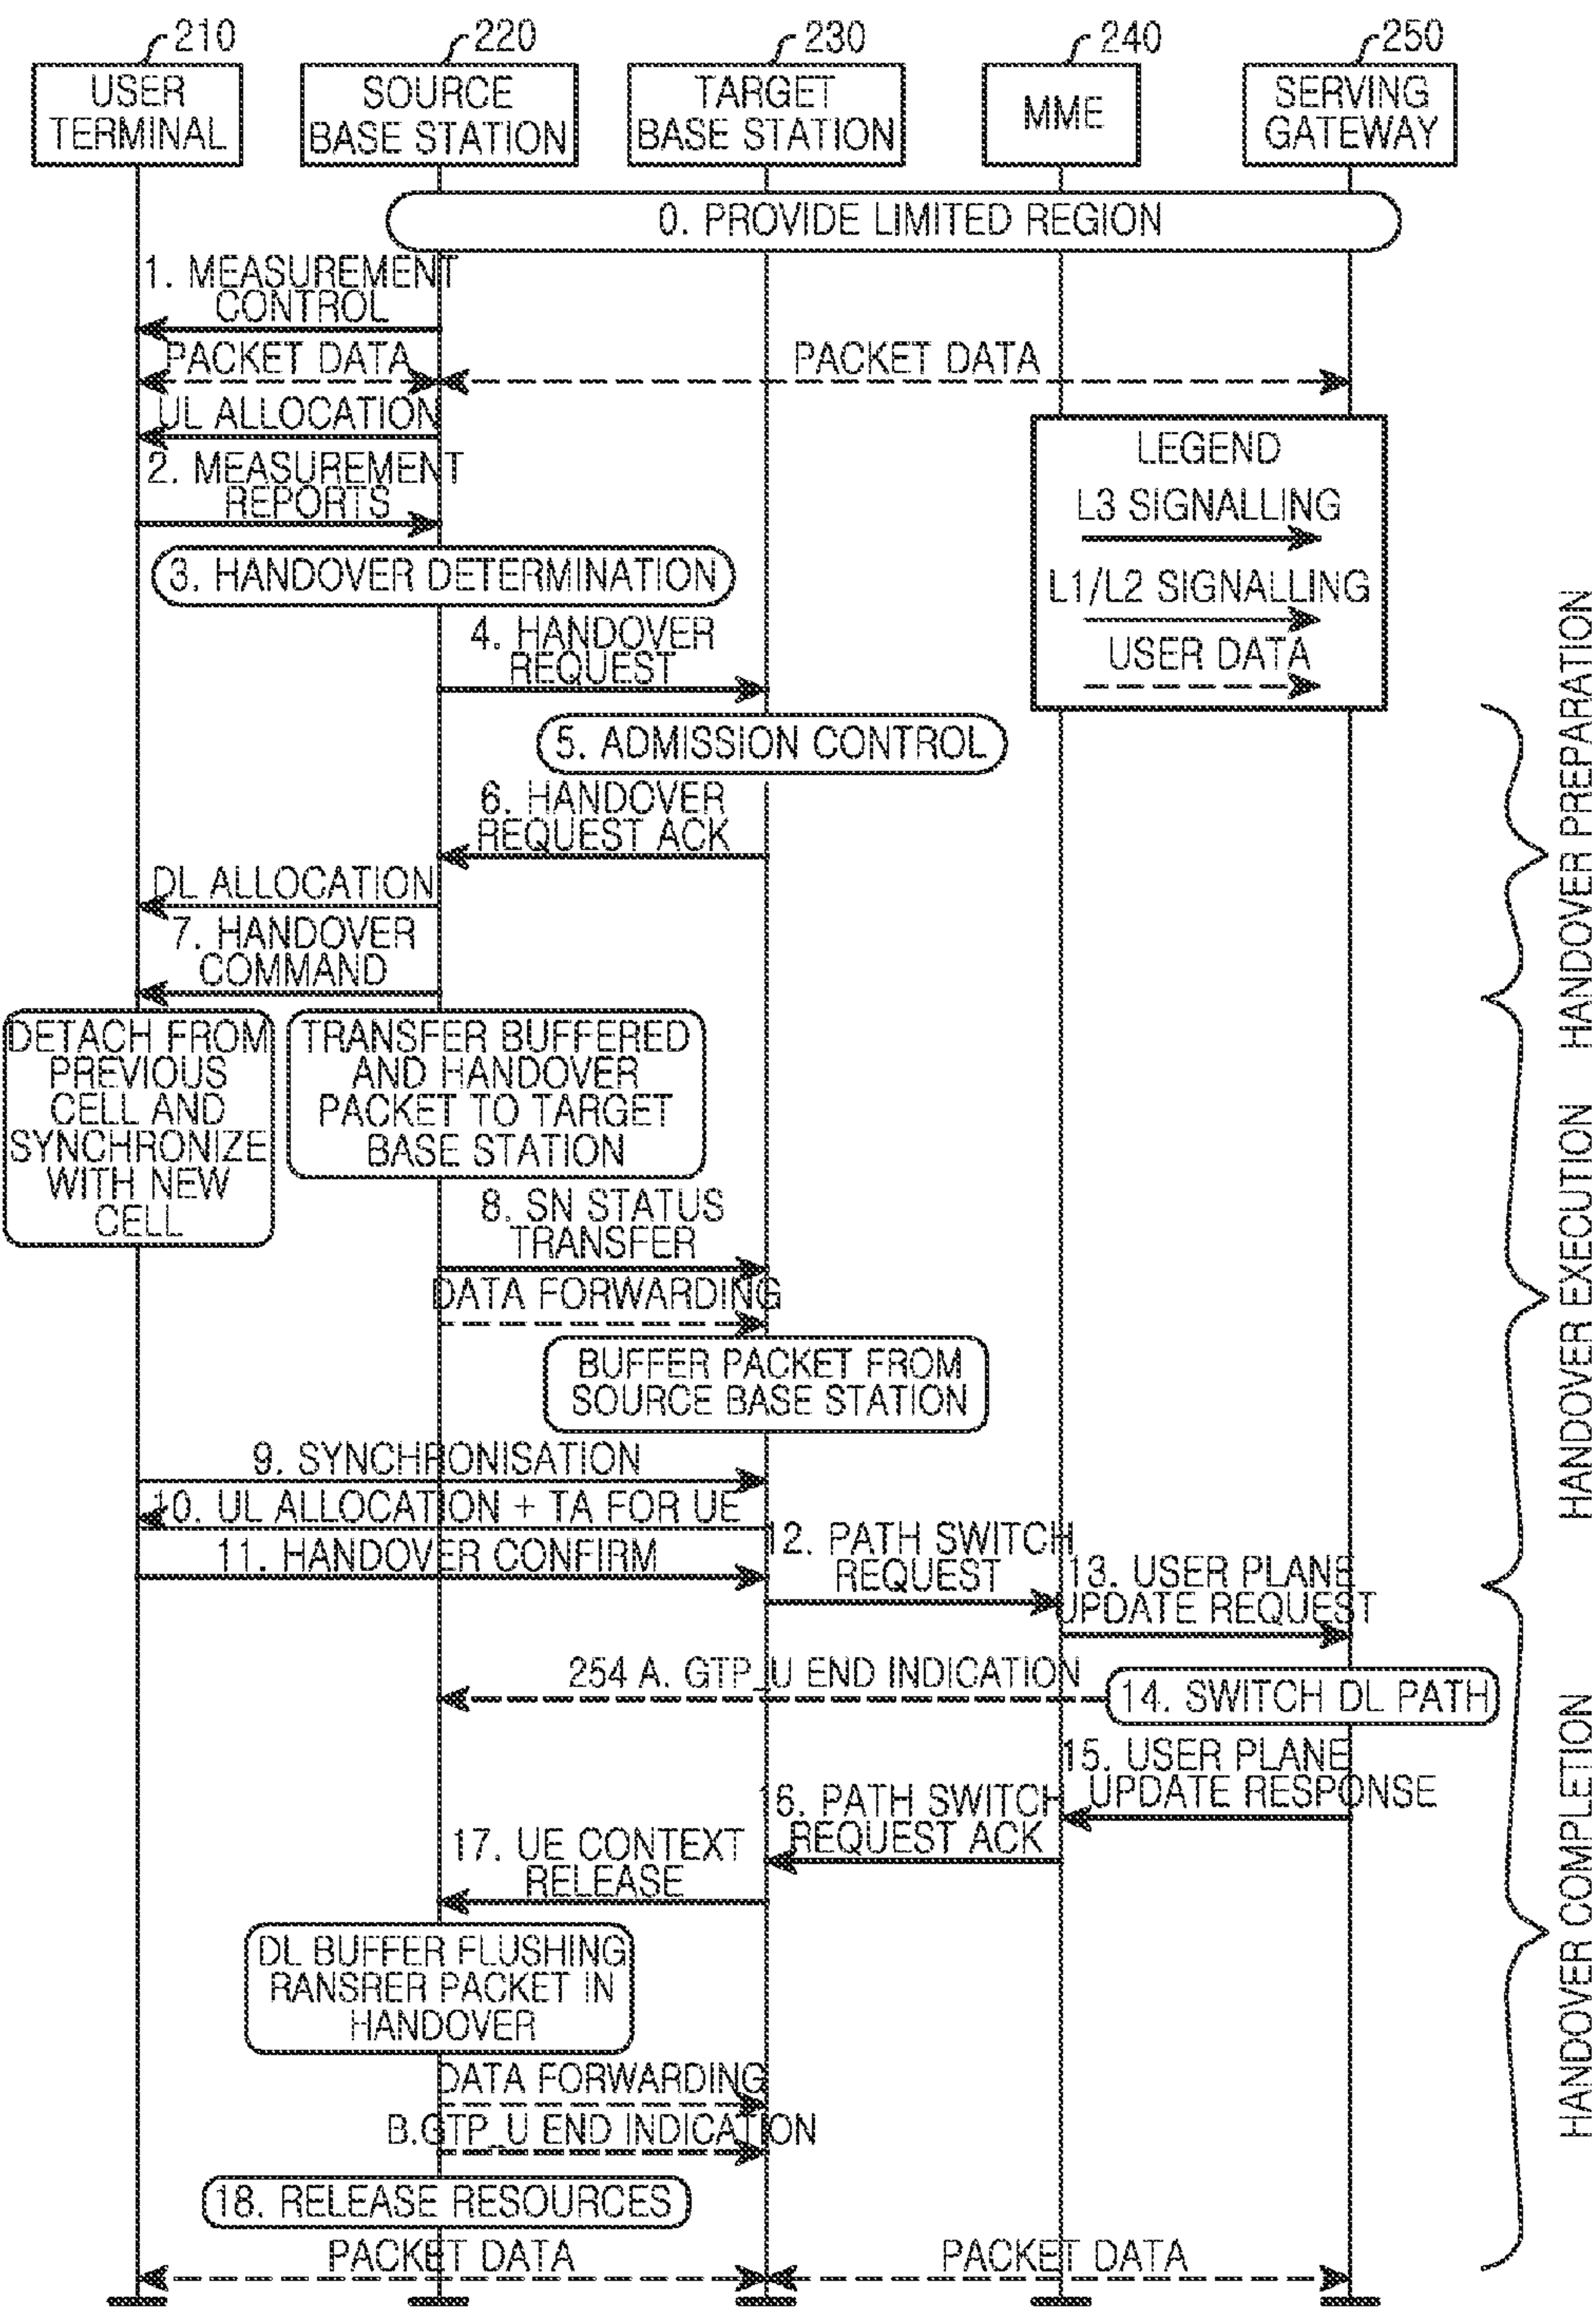 210
220
230
240
250
USER
TERMINAL
SOURCE
BASE STATION
TARGET
BASE STATION
MME
SERVING
GATEWAY
0. PROVIDE LIMITED REGION
1. MEASUREMENT
CONTROL
PACKET DATA
PACKET DATA
UL ALLOCATION
2. MEASUREMENT
REPORTS
LEGEND
L3 SIGNALLING
L1/L2 SIGNALLING
USER DATA
3. HANDOVER DETERMINATION
4. HANDOVER
REQUEST
5. ADMISSION CONTROL
6. HANDOVER
REQUEST ACK
DL ALLOCATION
7. HANDOVER
COMMAND
HANDOVER PREPARATION
DETACH FROM
PREVIOUS
CELL AND
SYNCHRONIZE
WITH NEW
CELL
TRANSFER BUFFERED
AND HANDOVER
PACKET TO TARGET
BASE STATION
8. SN STATUS
TRANSFER
DATA FORWARDING
BUFFER PACKET FROM
SOURCE BASE STATION
HANDOVER EXECUTION
9. SYNCHRONISATION
10. UL ALLOCATION + TA FOR UE
11. HANDOVER CONFIRM
12. PATH SWITCH
REQUEST
13. USER PLANE
UPDATE REQUEST
254 A. GTP_U END INDICATION
14. SWITCH DL PATH
15. USER PLANE
UPDATE RESPONSE
16. PATH SWITCH
REQUEST ACK
17. UE CONTEXT
RELEASE
DL BUFFER FLUSHING
RANSRER PACKET IN
HANDOVER
DATA FORWARDING
B.GTP_U END INDICATION
18. RELEASE RESOURCES
PACKET DATA
PACKET DATA
HANDOVER COMPLETION